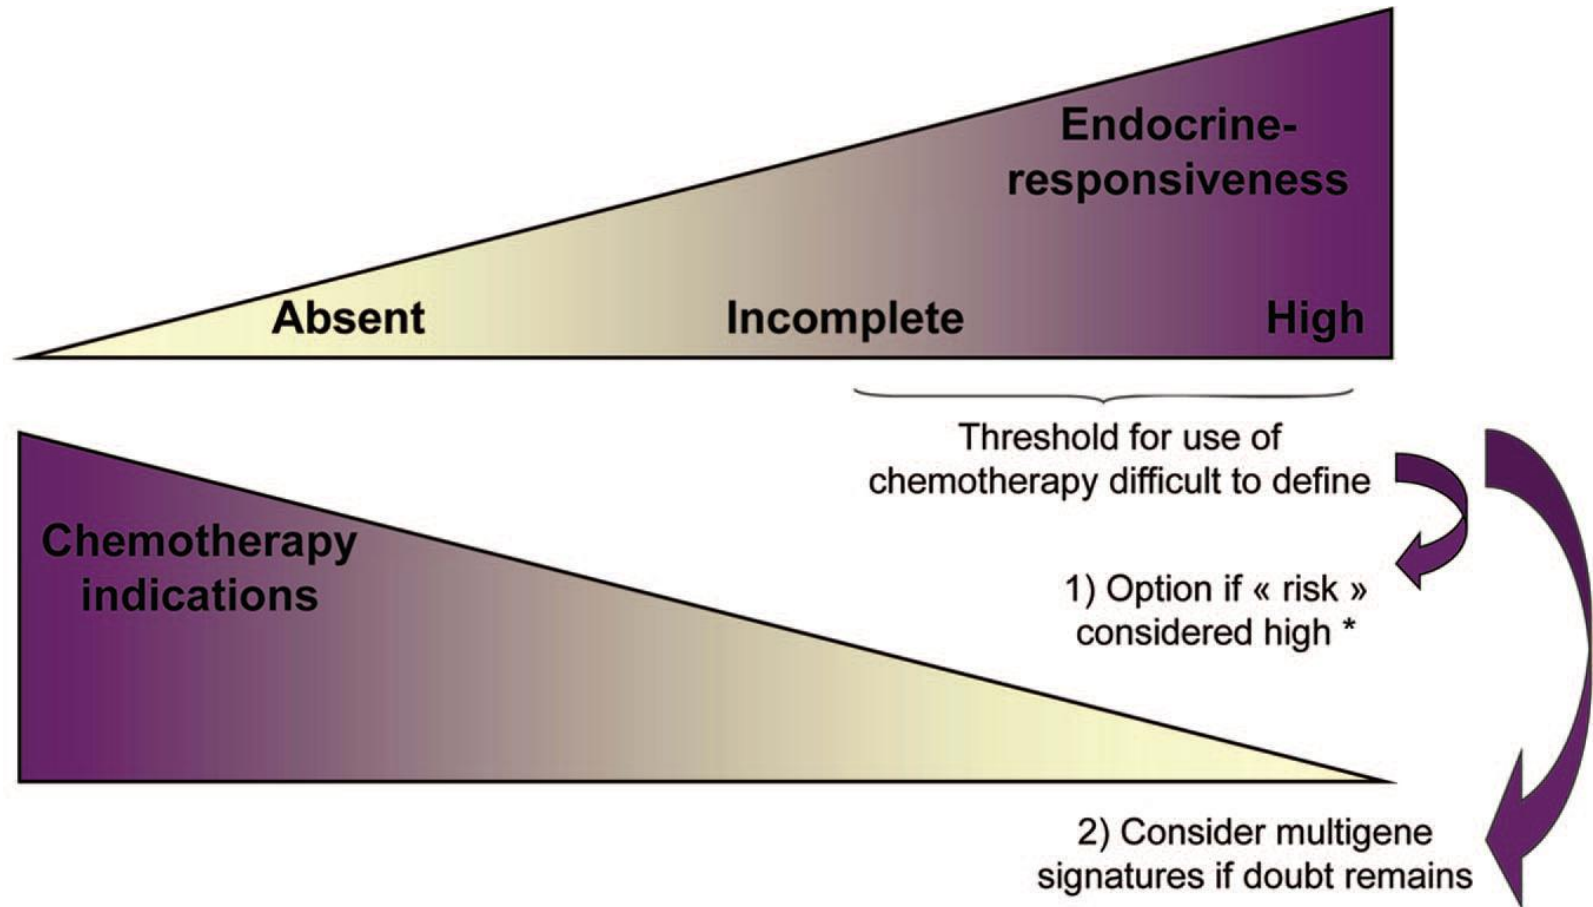 Endocrine-
responsiveness
Absent Incomplete High
Threshold for use of
chemotherapy difficult to define
Chemotherapy
indications
1) Option if « risk »
considered high *
2) Consider multigene
signatures if doubt remains